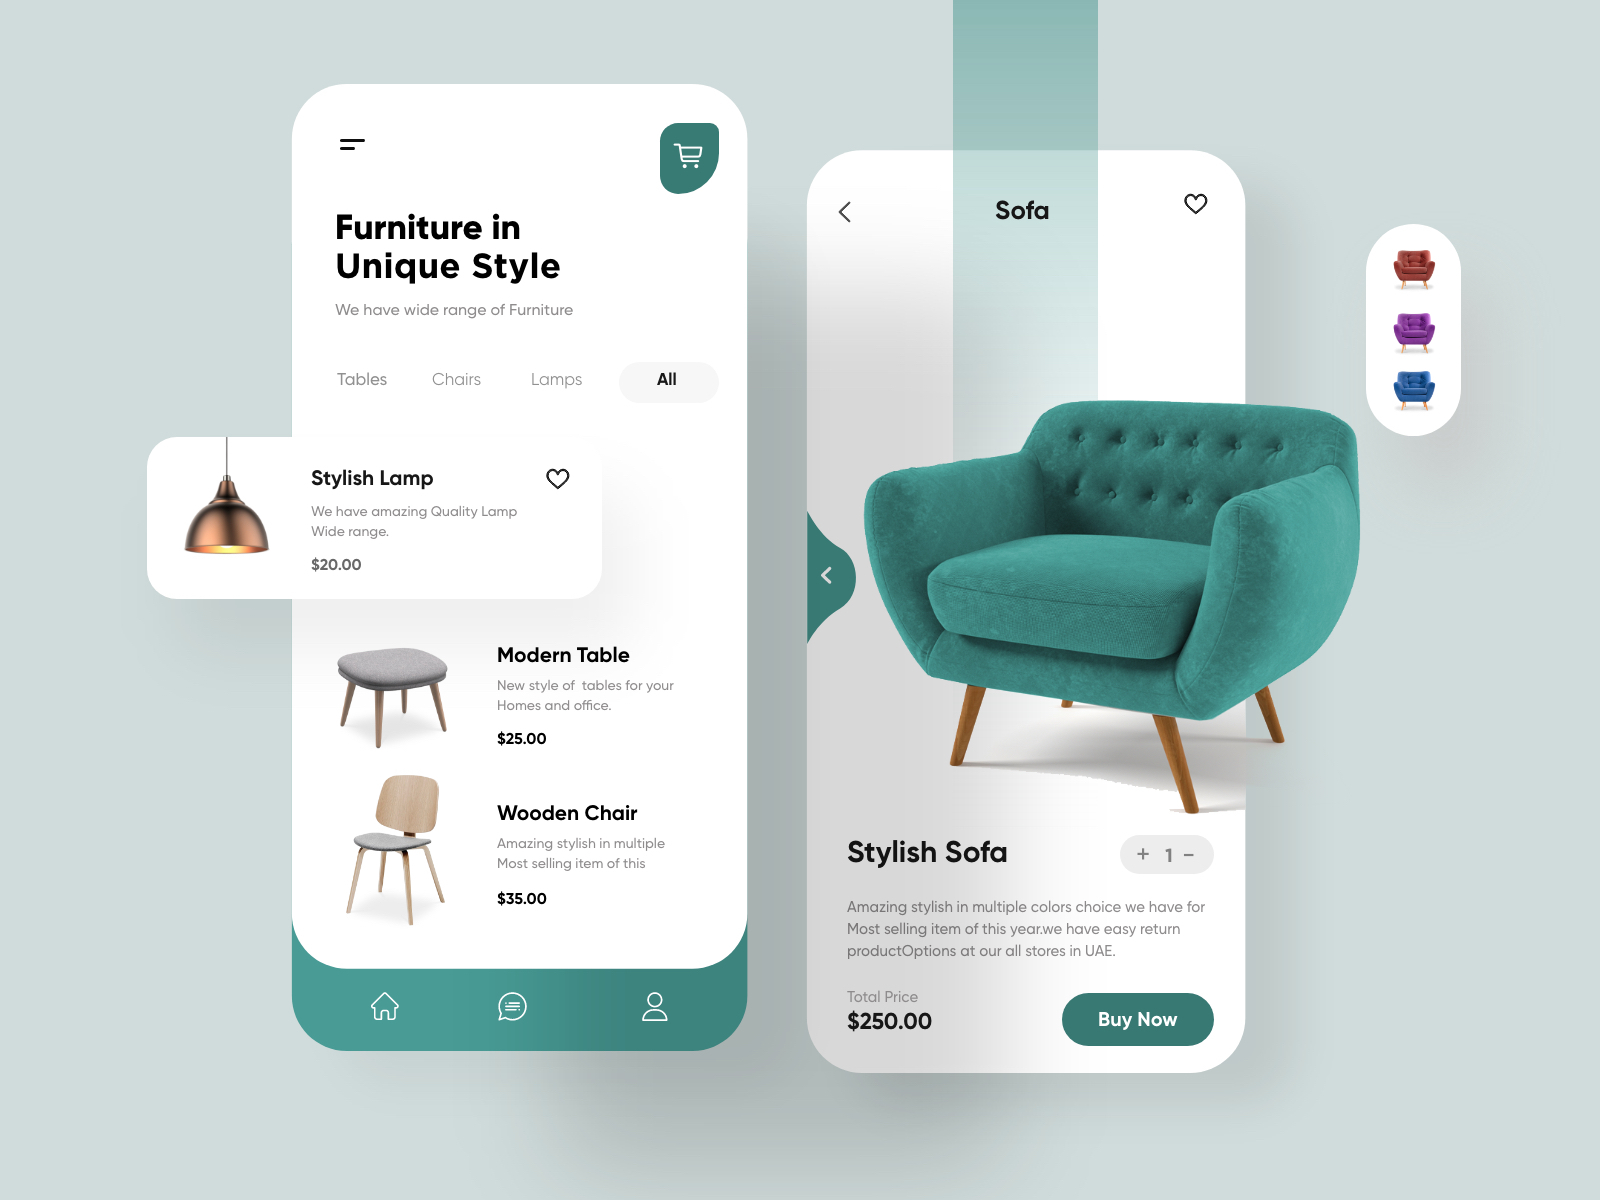 Furniture in
Unique Style
We have wide range of Furniture
Tables
Chairs
Lamps
All
Stylish Lamp
We have amazing Quality Lamp
Wide range.
$20.00
Modern Table
New style of  tables for your
Homes and office.
$25.00
Wooden Chair
Amazing stylish in multiple
Most selling item of this
$35.00
Sofa
Stylish Sofa
+ 1 −
Amazing stylish in multiple colors choice we have for
Most selling item of this year.we have easy return
productOptions at our all stores in UAE.
Total Price
$250.00
Buy Now